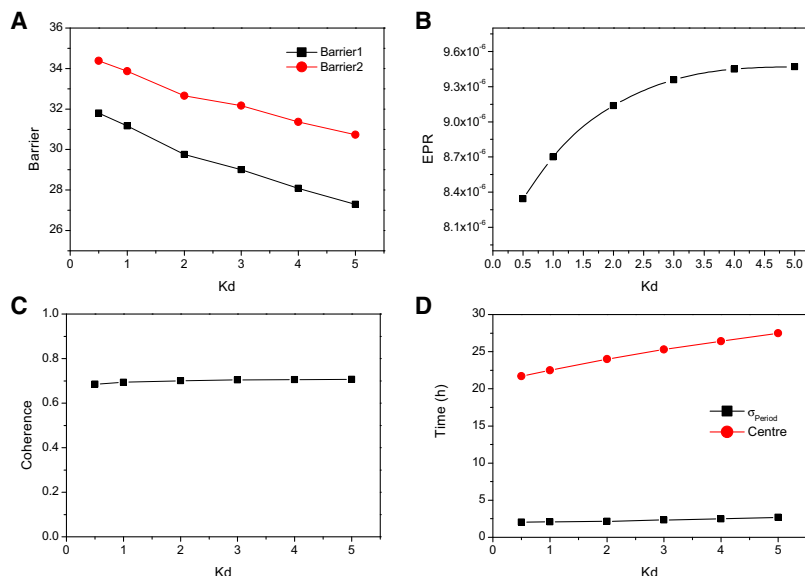 A
36
34
32
30
28
26
Barrier
0
1
2
3
4
5
Kd
Barrier1
Barrier2
B
9.6x10⁻⁶
9.3x10⁻⁶
9.0x10⁻⁶
8.7x10⁻⁶
8.4x10⁻⁶
8.1x10⁻⁶
EPR
0.0 0.5 1.0 1.5 2.0 2.5 3.0 3.5 4.0 4.5 5.0
Kd
C
1.0
0.8
0.6
0.4
0.2
0.0
Coherence
0
1
2
3
4
5
Kd
D
30
25
20
15
10
5
0
Time (h)
σPeriod
Centre
0
1
2
3
4
5
Kd